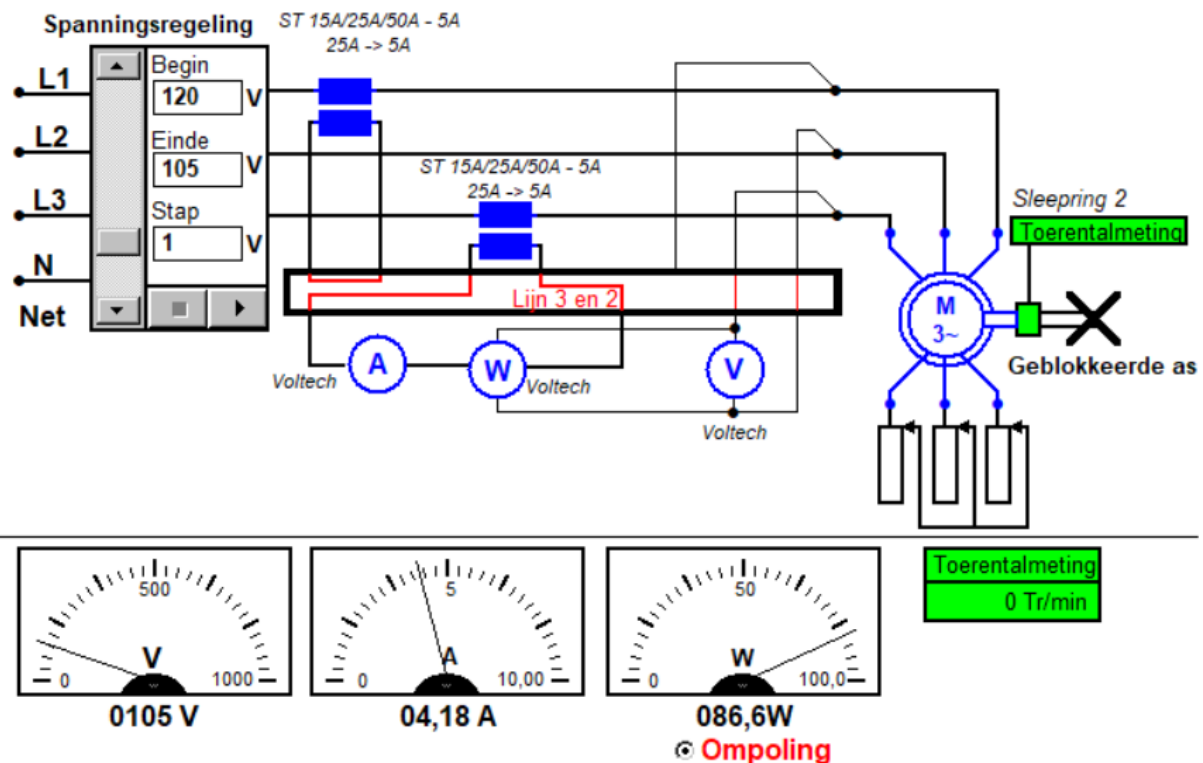 Spanningsregeling
ST 15A/25A/50A - 5A
25A -> 5A
L1
L2
L3
N
Net
Begin
120 V
Einde
105 V
Stap
1 V
ST 15A/25A/50A - 5A
25A -> 5A
Lijn 3 en 2
Sleepring 2
Toerentalmeting
M
3~
Geblokkeerde as
Voltech
A
W
Voltech
V
Voltech
0 500 1000
V
0105 V
0 5 10,00
A
04,18 A
0 50 100,0
W
086,6W
Ompoling
Toerentalmeting
0 Tr/min